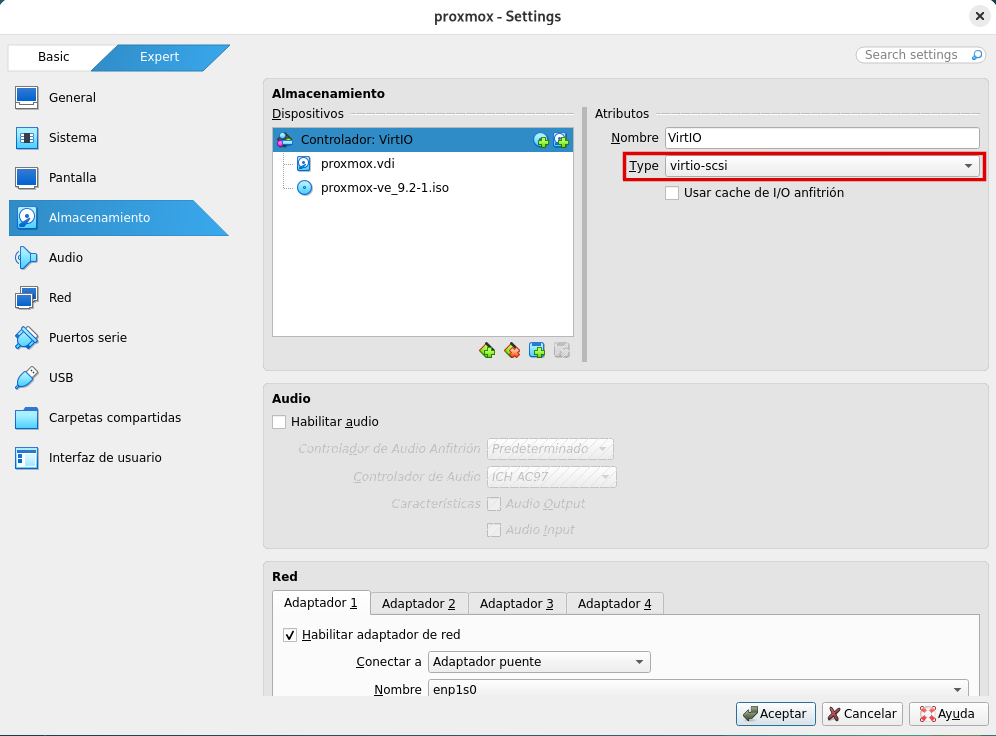 proxmox - Settings
Basic
Expert
Search settings
General
Sistema
Pantalla
Almacenamiento
Audio
Red
Puertos serie
USB
Carpetas compartidas
Interfaz de usuario
Almacenamiento
Dispositivos
Controlador: VirtIO
proxmox.vdi
proxmox-ve_9.2-1.iso
Atributos
Nombre VirtIO
Type virtio-scsi
Usar cache de I/O anfitrión
Audio
Habilitar audio
Controlador de Audio Anfitrión Predeterminado
Controlador de Audio ICH AC97
Características Audio Output
Audio Input
Red
Adaptador 1 Adaptador 2 Adaptador 3 Adaptador 4
Habilitar adaptador de red
Conectar a Adaptador puente
Nombre enp1s0
Aceptar Cancelar Ayuda